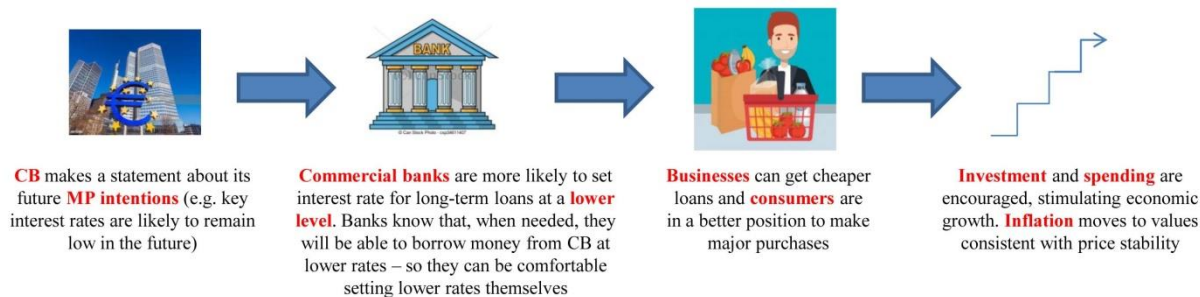 BANK
CB makes a statement about its
future MP intentions (e.g. key
interest rates are likely to remain
low in the future)
Commercial banks are more likely to set
interest rate for long-term loans at a lower
level. Banks know that, when needed, they
will be able to borrow money from CB at
lower rates – so they can be comfortable
setting lower rates themselves
Businesses can get cheaper
loans and consumers are
in a better position to make
major purchases
Investment and spending are
encouraged, stimulating economic
growth. Inflation moves to values
consistent with price stability